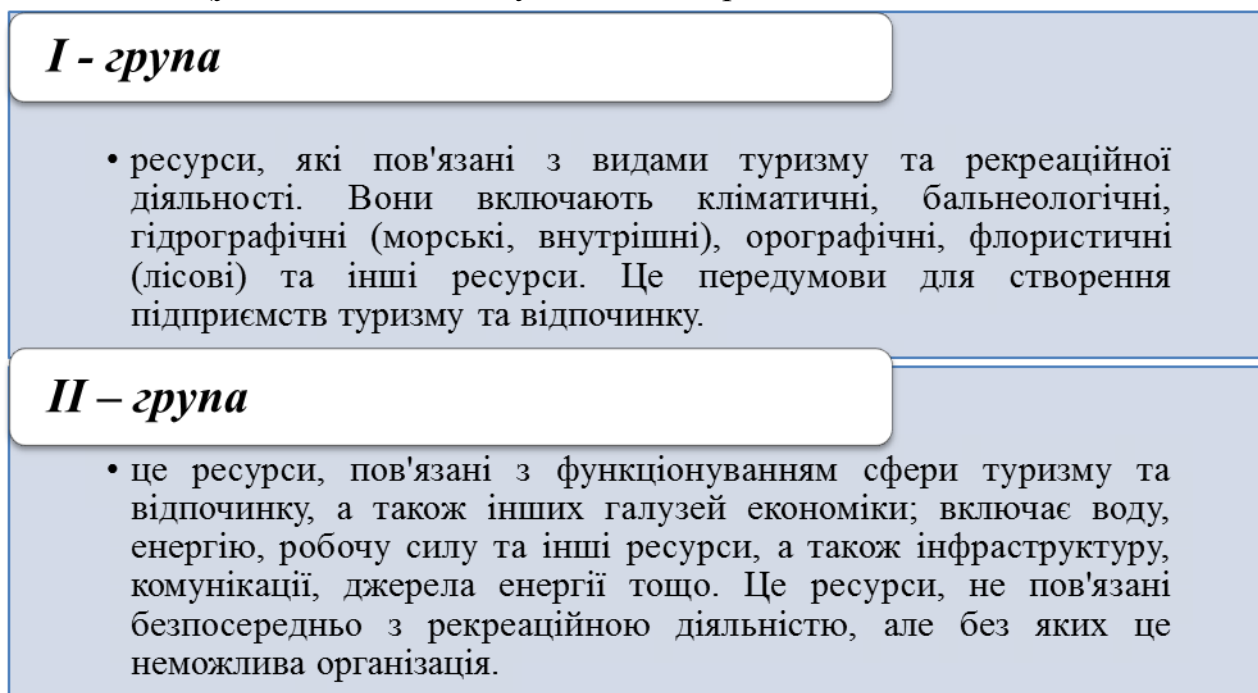 I - група
• ресурси, які пов'язані з видами туризму та рекреаційної
діяльності. Вони включають кліматичні, бальнеологічні,
гідрографічні (морські, внутрішні), орографічні, флористичні
(лісові) та інші ресурси. Це передумови для створення
підприємств туризму та відпочинку.
II – група
• це ресурси, пов'язані з функціонуванням сфери туризму та
відпочинку, а також інших галузей економіки; включає воду,
енергію, робочу силу та інші ресурси, а також інфраструктуру,
комунікації, джерела енергії тощо. Це ресурси, не пов'язані
безпосередньо з рекреаційною діяльністю, але без яких це
неможлива організація.